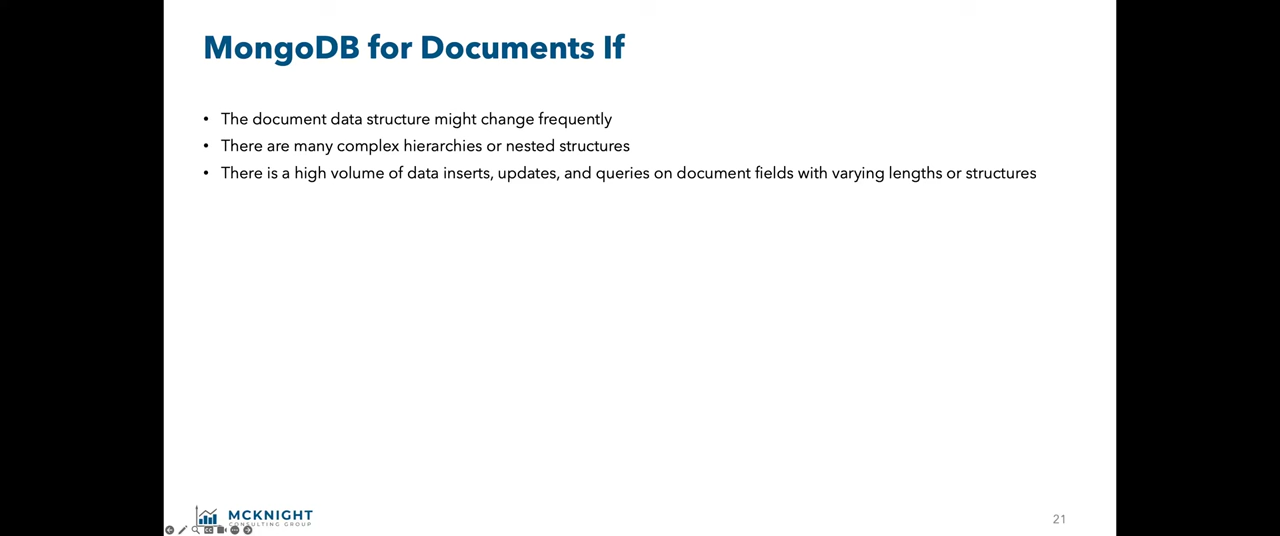 MongoDB for Documents If
• The document data structure might change frequently
• There are many complex hierarchies or nested structures
• There is a high volume of data inserts, updates, and queries on document fields with varying lengths or structures
MCKNIGHT
CONSULTING GROUP
21